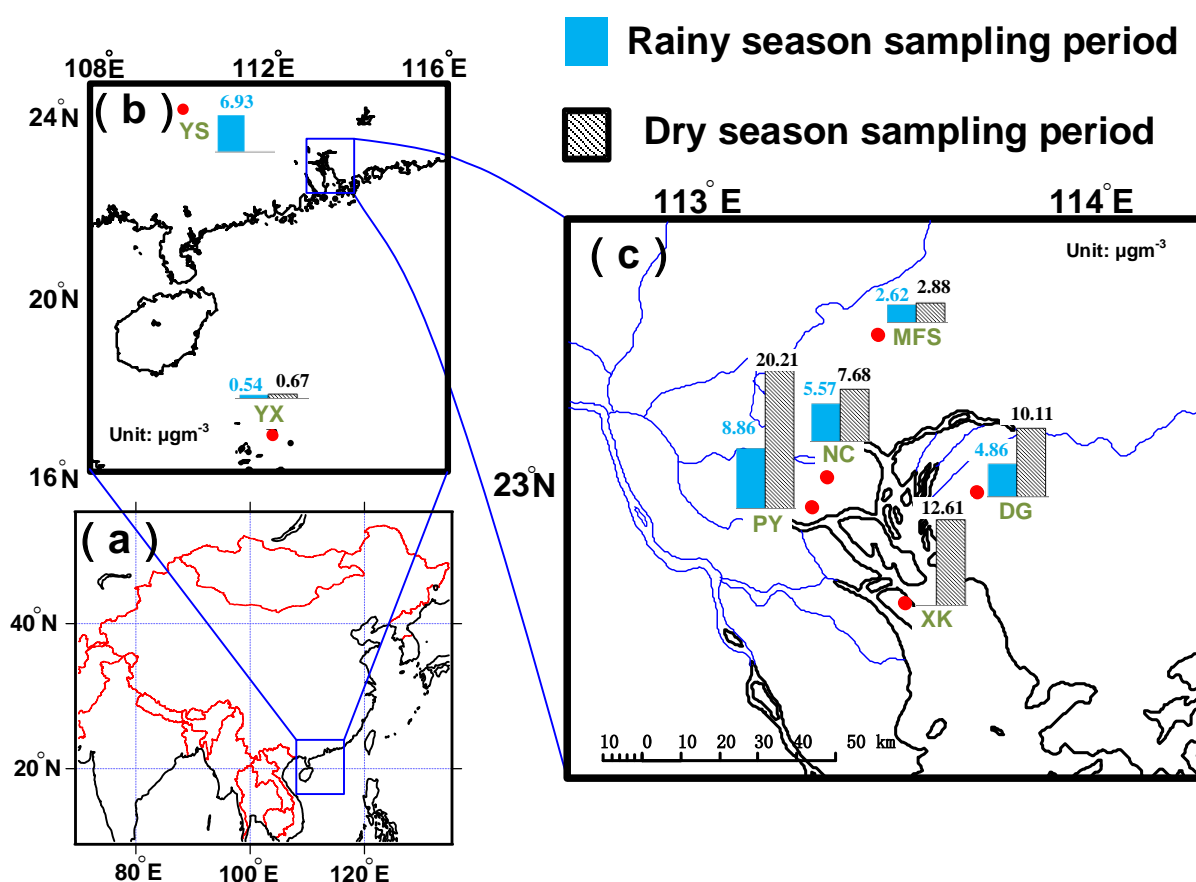 Rainy season sampling period
Dry season sampling period
108°E 112°E 116°E
24°N
20°N
16°N
( b )
6.93
YS
0.54 0.67
YX
Unit: µgm-3
113°E 114°E
23°N
( c )
Unit: µgm-3
2.62 2.88
MFS
20.21
8.86
PY
5.57 7.68
NC
10.11
4.86
DG
12.61
XK
10 0 10 20 30 40 50 km
( a )
40°N
20°N
80°E 100°E 120°E